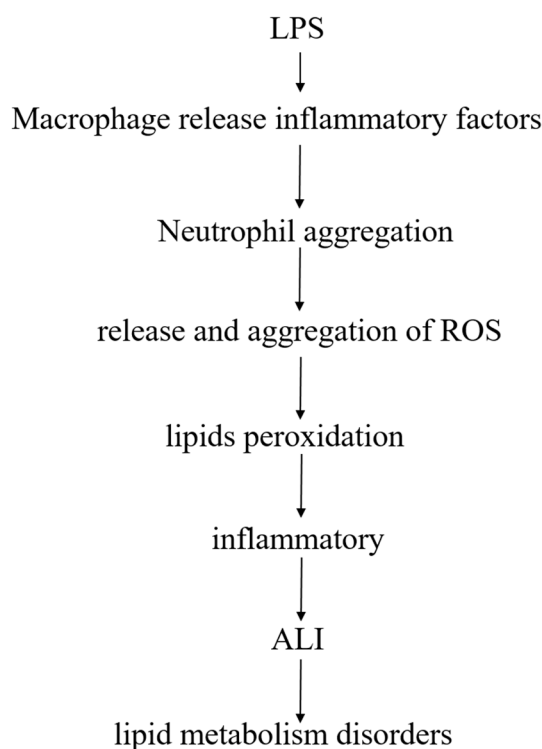 LPS
Macrophage release inflammatory factors
Neutrophil aggregation
release and aggregation of ROS
lipids peroxidation
inflammatory
ALI
lipid metabolism disorders